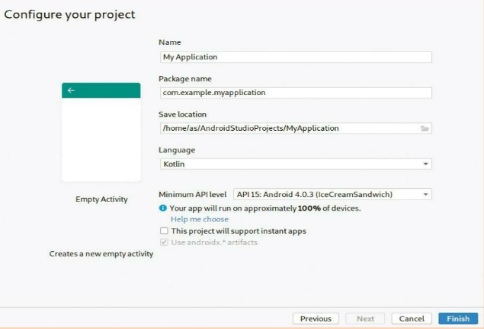 Configure your project
Name
My Application
Package name
com.example.myapplication
Save location
/home/as/AndroidStudioProjects/MyApplication
Language
Kotlin
Empty Activity
Minimum API level API 15: Android 4.0.3 (IceCreamSandwich)
Your app will run on approximately 100% of devices.
Help me choose
This project will support instant apps
Use androidx.* artifacts
Creates a new empty activity
Previous Next Cancel Finish